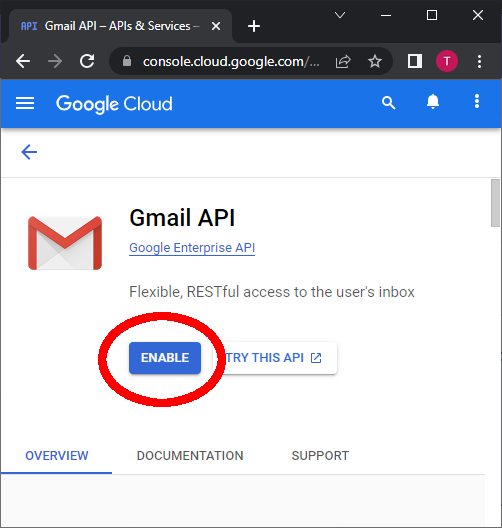 API Gmail API – APIs & Services –
console.cloud.google.com/...
T
Google Cloud
Gmail API
Google Enterprise API
Flexible, RESTful access to the user's inbox
ENABLE
TRY THIS API
OVERVIEW
DOCUMENTATION
SUPPORT